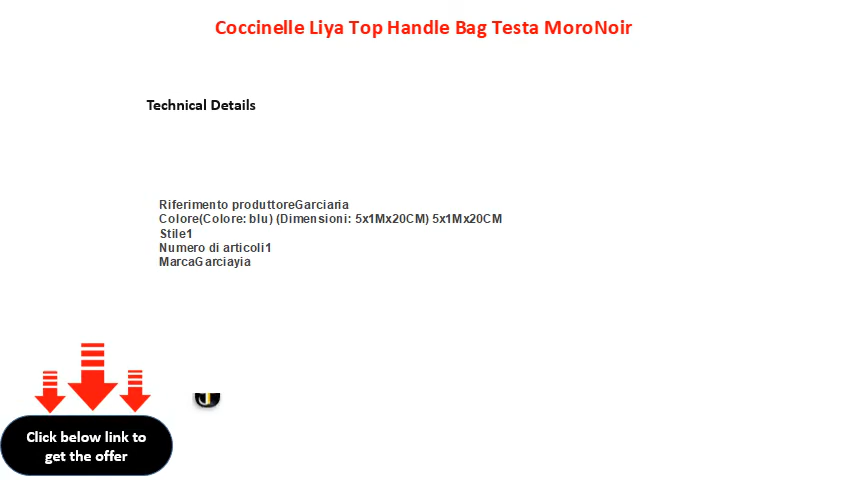 Coccinelle Liya Top Handle Bag Testa MoroNoir
Technical Details
Riferimento produttoreGarciaria
Colore(Colore: blu) (Dimensioni: 5x1Mx20CM) 5x1Mx20CM
Stile1
Numero di articoli1
MarcaGarciayia
Click below link to
get the offer